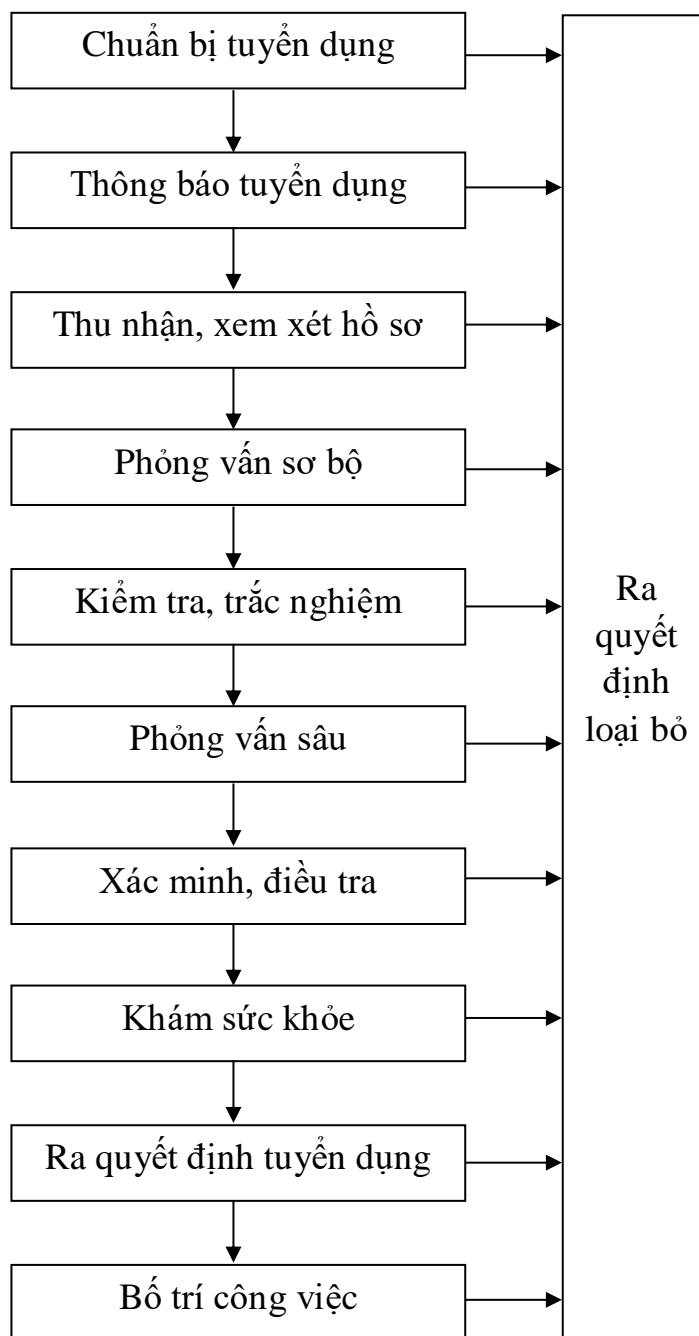 Chuẩn bị tuyển dụng
Thông báo tuyển dụng
Thu nhận, xem xét hồ sơ
Phỏng vấn sơ bộ
Kiểm tra, trắc nghiệm
Phỏng vấn sâu
Xác minh, điều tra
Khám sức khỏe
Ra quyết định tuyển dụng
Bố trí công việc
Ra
quyết
định
loại bỏ